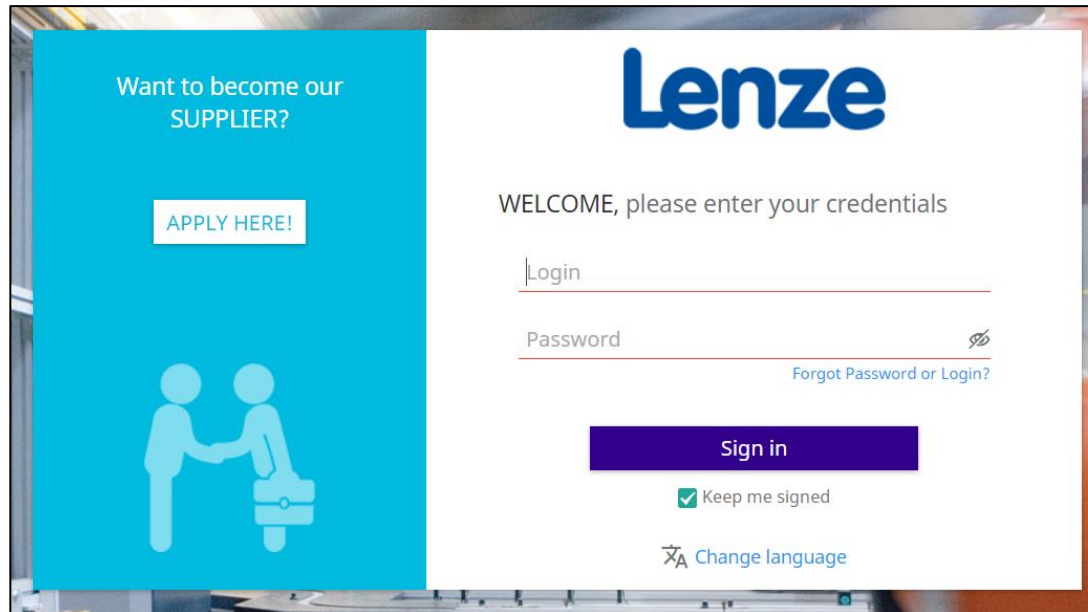 Want to become our
SUPPLIER?
APPLY HERE!
Lenze
WELCOME, please enter your credentials
Login
Password
Forgot Password or Login?
Sign in
Keep me signed
Change language